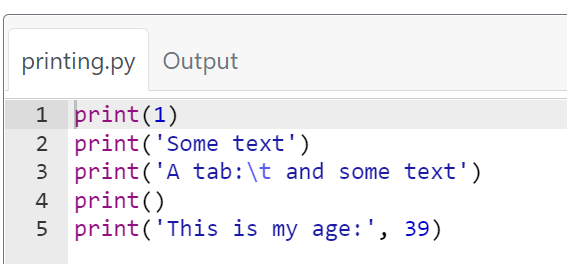 printing.py Output
1 print(1)
2 print('Some text')
3 print('A tab:\t and some text')
4 print()
5 print('This is my age:', 39)